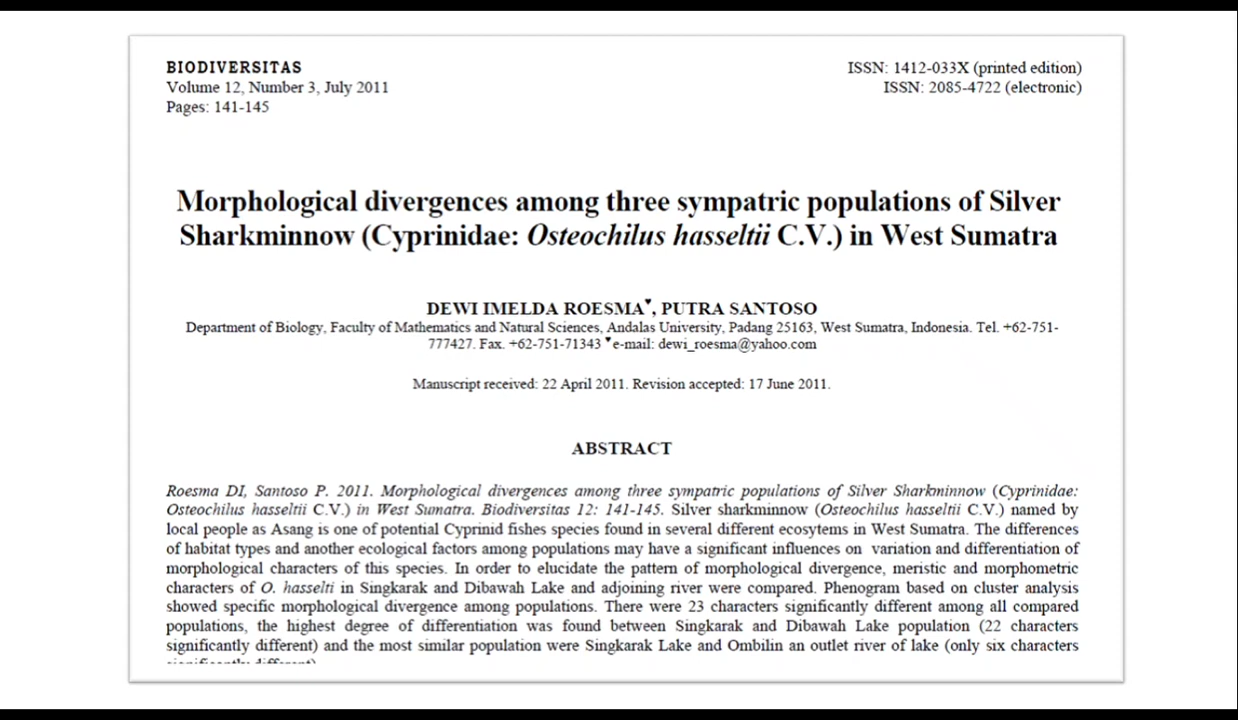 BIODIVERSITAS
Volume 12, Number 3, July 2011
Pages: 141-145
ISSN: 1412-033X (printed edition)
ISSN: 2085-4722 (electronic)
Morphological divergences among three sympatric populations of Silver
Sharkminnow (Cyprinidae: Osteochilus hasseltii C.V.) in West Sumatra
DEWI IMELDA ROESMA♥, PUTRA SANTOSO
Department of Biology, Faculty of Mathematics and Natural Sciences, Andalas University, Padang 25163, West Sumatra, Indonesia. Tel. +62-751-
777427. Fax. +62-751-71343 ♥e-mail: dewi_roesma@yahoo.com
Manuscript received: 22 April 2011. Revision accepted: 17 June 2011.
ABSTRACT
Roesma DI, Santoso P. 2011. Morphological divergences among three sympatric populations of Silver Sharkminnow (Cyprinidae:
Osteochilus hasseltii C.V.) in West Sumatra. Biodiversitas 12: 141-145. Silver sharkminnow (Osteochilus hasseltii C.V.) named by
local people as Asang is one of potential Cyprinid fishes species found in several different ecosytems in West Sumatra. The differences
of habitat types and another ecological factors among populations may have a significant influences on variation and differentiation of
morphological characters of this species. In order to elucidate the pattern of morphological divergence, meristic and morphometric
characters of O. hasselti in Singkarak and Dibawah Lake and adjoining river were compared. Phenogram based on cluster analysis
showed specific morphological divergence among populations. There were 23 characters significantly different among all compared
populations, the highest degree of differentiation was found between Singkarak and Dibawah Lake population (22 characters
significantly different) and the most similar population were Singkarak Lake and Ombilin an outlet river of lake (only six characters
significantly different)